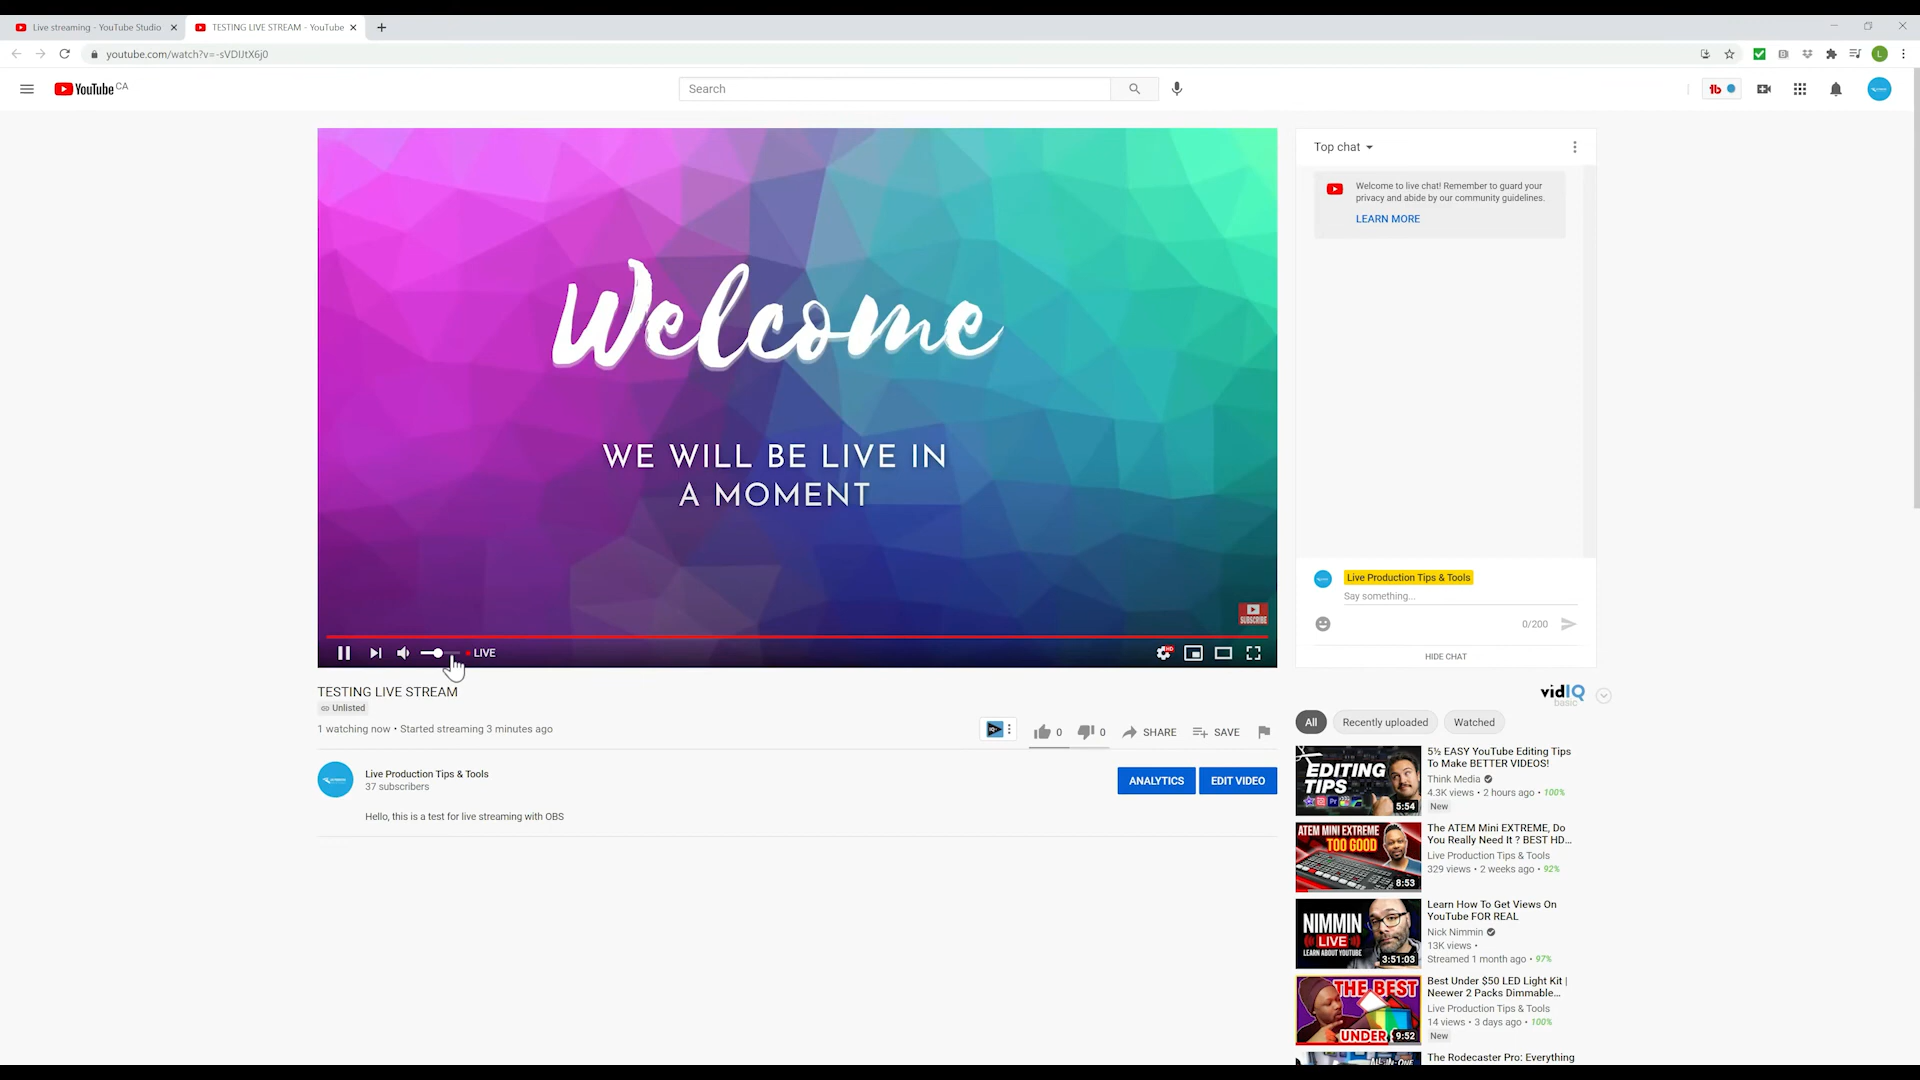 Live streaming - YouTube Studio
TESTING LIVE STREAM - YouTube
youtube.com/watch?v=-sVDIJtX6j0
YouTube CA
Search
tb
Welcome
WE WILL BE LIVE IN
A MOMENT
SUBSCRIBE
LIVE
HD
Top chat
Welcome to live chat! Remember to guard your
privacy and abide by our community guidelines.
LEARN MORE
Live Production Tips & Tools
Say something...
0/200
HIDE CHAT
TESTING LIVE STREAM
Unlisted
1 watching now • Started streaming 3 minutes ago
0
0
SHARE
SAVE
Live Production Tips & Tools
37 subscribers
ANALYTICS
EDIT VIDEO
Hello, this is a test for live streaming with OBS
vidIQ
basic
All
Recently uploaded
Watched
EDITING
TIPS
5:54
5½ EASY YouTube Editing Tips
To Make BETTER VIDEOS!
Think Media
4.3K views • 2 hours ago • 100%
New
ATEM MINI EXTREME
TOO GOOD
8:53
The ATEM Mini EXTREME, Do
You Really Need It ? BEST HD...
Live Production Tips & Tools
329 views • 2 weeks ago • 92%
NIMMIN
LIVE
LEARN ABOUT YOUTUBE
3:51:03
Learn How To Get Views On
YouTube FOR REAL
Nick Nimmin
13K views •
Streamed 1 month ago • 97%
THE BEST
UNDER
9:52
Best Under $50 LED Light Kit |
Neewer 2 Packs Dimmable...
Live Production Tips & Tools
14 views • 3 days ago • 100%
New
ALL-IN-ONE
The Rodecaster Pro: Everything